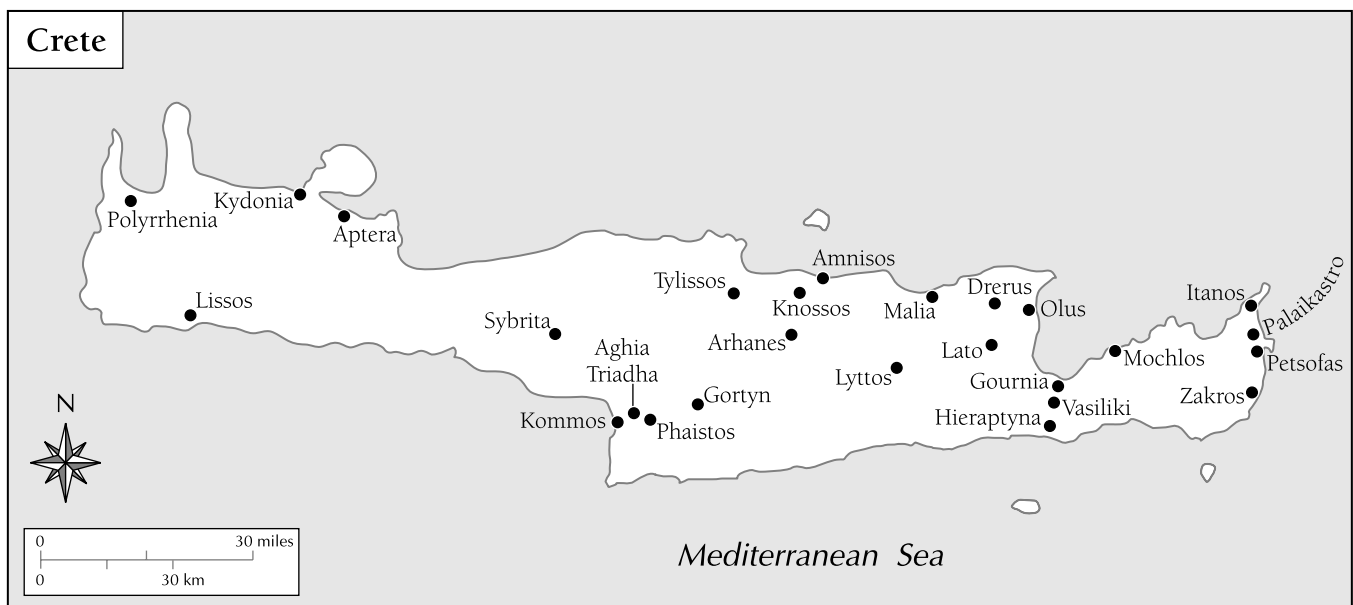 Crete
Polyrrhenia
Kydonia
Aptera
Lissos
Sybrita
Tylissos
Amnisos
Knossos
Arhanes
Malia
Drerus
Olus
Lato
Lyttos
Aghia
Triadha
Gortyn
Kommos
Phaistos
Gournia
Vasiliki
Hieraptyna
Mochlos
Itanos
Palaikastro
Petsofas
Zakros
N
0 30 miles
0 30 km
Mediterranean Sea